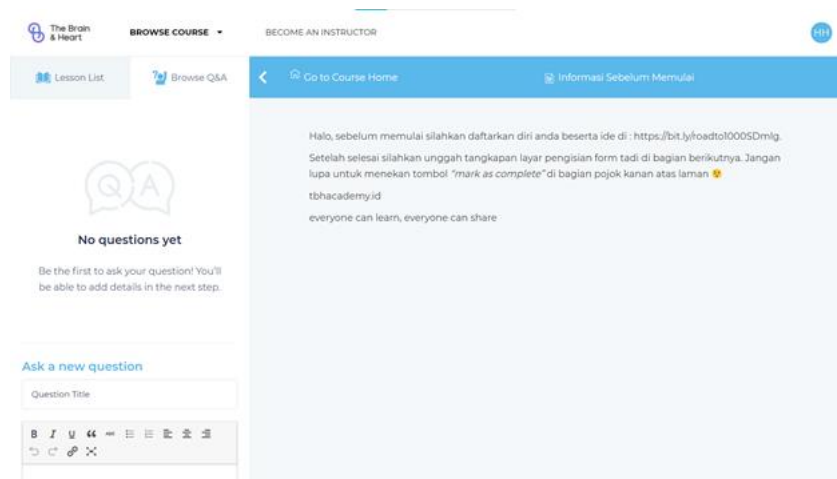 The Brain
& Heart
BROWSE COURSE
BECOME AN INSTRUCTOR
HH
Lesson List
Browse Q&A
Go to Course Home
Informasi Sebelum Memulai
Halo, sebelum memulai silahkan daftarkan diri anda beserta ide di : https://bit.ly/roadto1000SDmlg.
Setelah selesai silahkan unggah tangkapan layar pengisian form tadi di bagian berikutnya. Jangan
lupa untuk menekan tombol "mark as complete" di bagian pojok kanan atas laman 😉
tbhacademy.id
everyone can learn, everyone can share
Q A
No questions yet
Be the first to ask your question! You'll
be able to add details in the next step.
Ask a new question
Question Title
B I U